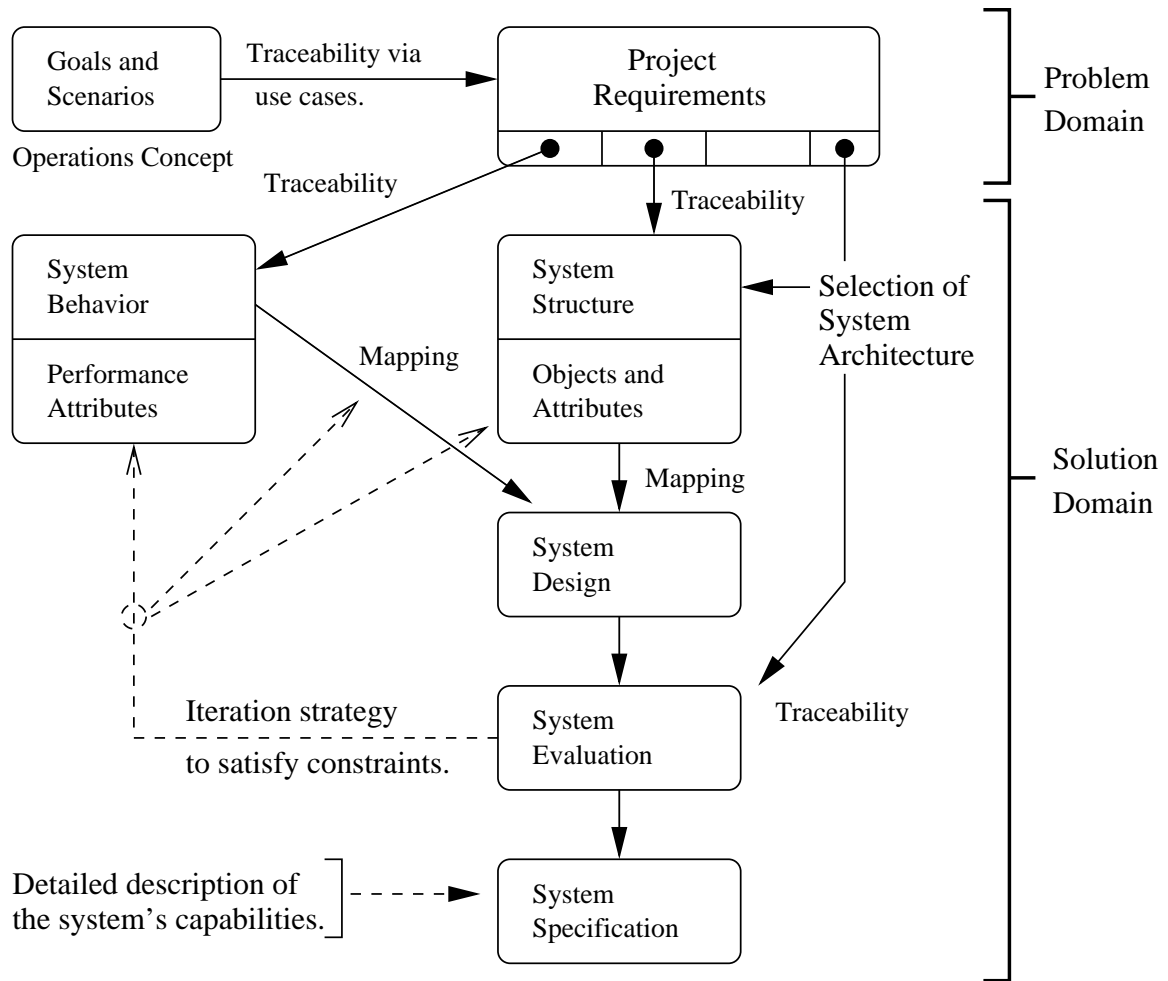 Goals and
Scenarios
Operations Concept
Traceability via
use cases.
Project
Requirements
Problem
Domain
Traceability
Traceability
System
Behavior
Performance
Attributes
Mapping
System
Structure
Objects and
Attributes
Selection of
System
Architecture
Mapping
Solution
Domain
System
Design
Iteration strategy
to satisfy constraints.
System
Evaluation
Traceability
Detailed description of
the system's capabilities.
System
Specification